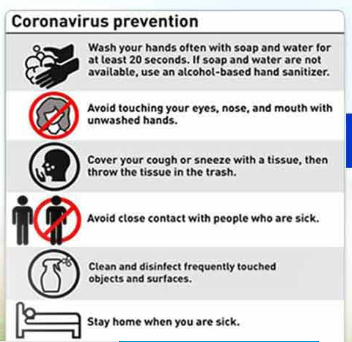 Coronavirus prevention
Wash your hands often with soap and water for
at least 20 seconds. If soap and water are not
available, use an alcohol-based hand sanitizer.
Avoid touching your eyes, nose, and mouth with
unwashed hands.
Cover your cough or sneeze with a tissue, then
throw the tissue in the trash.
Avoid close contact with people who are sick.
Clean and disinfect frequently touched
objects and surfaces.
Stay home when you are sick.